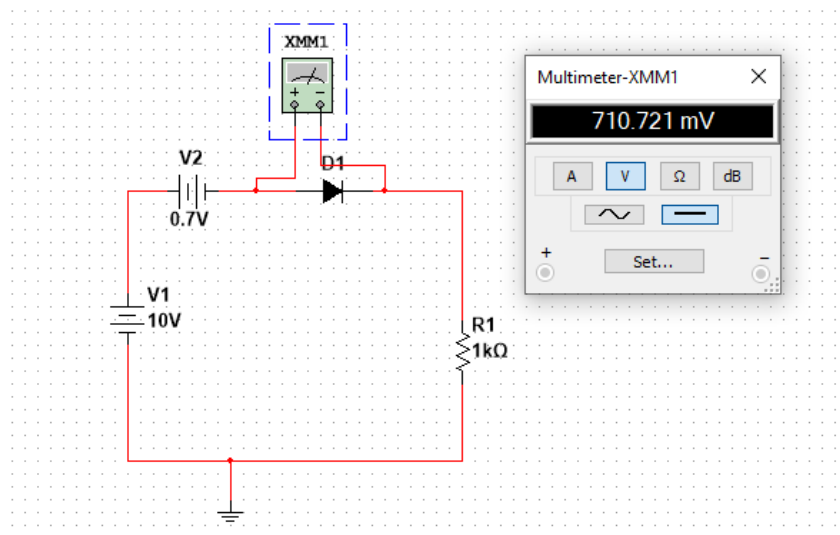 XMM1
+ −
V2
0.7V
D1
V1
10V
R1
1kΩ
Multimeter-XMM1
710.721 mV
A V Ω dB
+ −
Set...